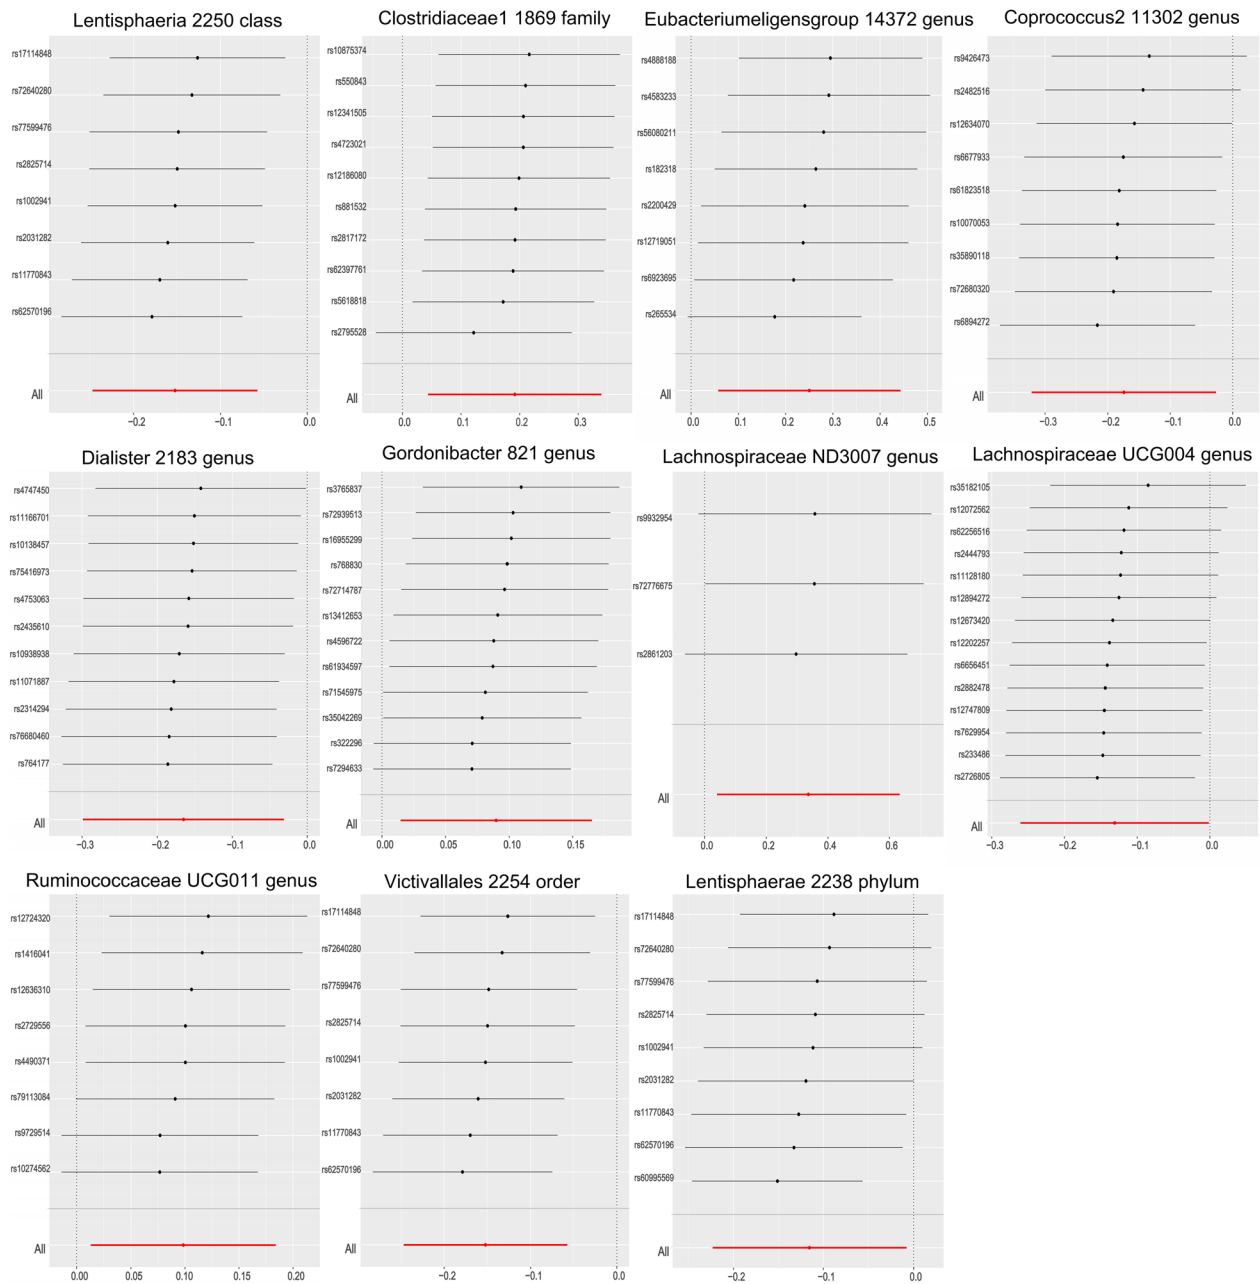 Lentisphaeria 2250 class
rs17114848
rs72640280
rs77599476
rs2825714
rs1002941
rs2031282
rs11770843
rs62570196
All
−0.2 −0.1 0.0
Clostridiaceae1 1869 family
rs10875374
rs550843
rs12341505
rs4723021
rs12186080
rs881532
rs2817172
rs62397761
rs5618818
rs2795528
All
0.0 0.1 0.2 0.3
Eubacteriumeligensgroup 14372 genus
rs4888188
rs4583233
rs56080211
rs182318
rs2200429
rs12719051
rs6923695
rs265534
All
0.0 0.1 0.2 0.3 0.4 0.5
Coprococcus2 11302 genus
rs9426473
rs2482516
rs12634070
rs6677933
rs61823518
rs10070053
rs35890118
rs72680320
rs6894272
All
−0.3 −0.2 −0.1 0.0
Dialister 2183 genus
rs4747450
rs11166701
rs10138457
rs75416973
rs4753063
rs2435610
rs10938938
rs11071887
rs2314294
rs76680460
rs764177
All
−0.3 −0.2 −0.1 0.0
Gordonibacter 821 genus
rs3765837
rs72939513
rs16955299
rs768830
rs72714787
rs13412653
rs4596722
rs61934597
rs71545975
rs35042269
rs322296
rs7294633
All
0.00 0.05 0.10 0.15
Lachnospiraceae ND3007 genus
rs9932954
rs72776675
rs2861203
All
0.0 0.2 0.4 0.6
Lachnospiraceae UCG004 genus
rs35182105
rs12072562
rs62256516
rs2444793
rs11128180
rs12894272
rs12673420
rs12202257
rs6656451
rs2882478
rs12747809
rs7629954
rs233486
rs2726805
All
−0.3 −0.2 −0.1 0.0
Ruminococcaceae UCG011 genus
rs12724320
rs1416041
rs12636310
rs2729556
rs4490371
rs79113084
rs9729514
rs10274562
All
0.00 0.05 0.10 0.15 0.20
Victivallales 2254 order
rs17114848
rs72640280
rs77599476
rs2825714
rs1002941
rs2031282
rs11770843
rs62570196
All
−0.2 −0.1 0.0
Lentisphaerae 2238 phylum
rs17114848
rs72640280
rs77599476
rs2825714
rs1002941
rs2031282
rs11770843
rs62570196
rs60995569
All
−0.2 −0.1 0.0